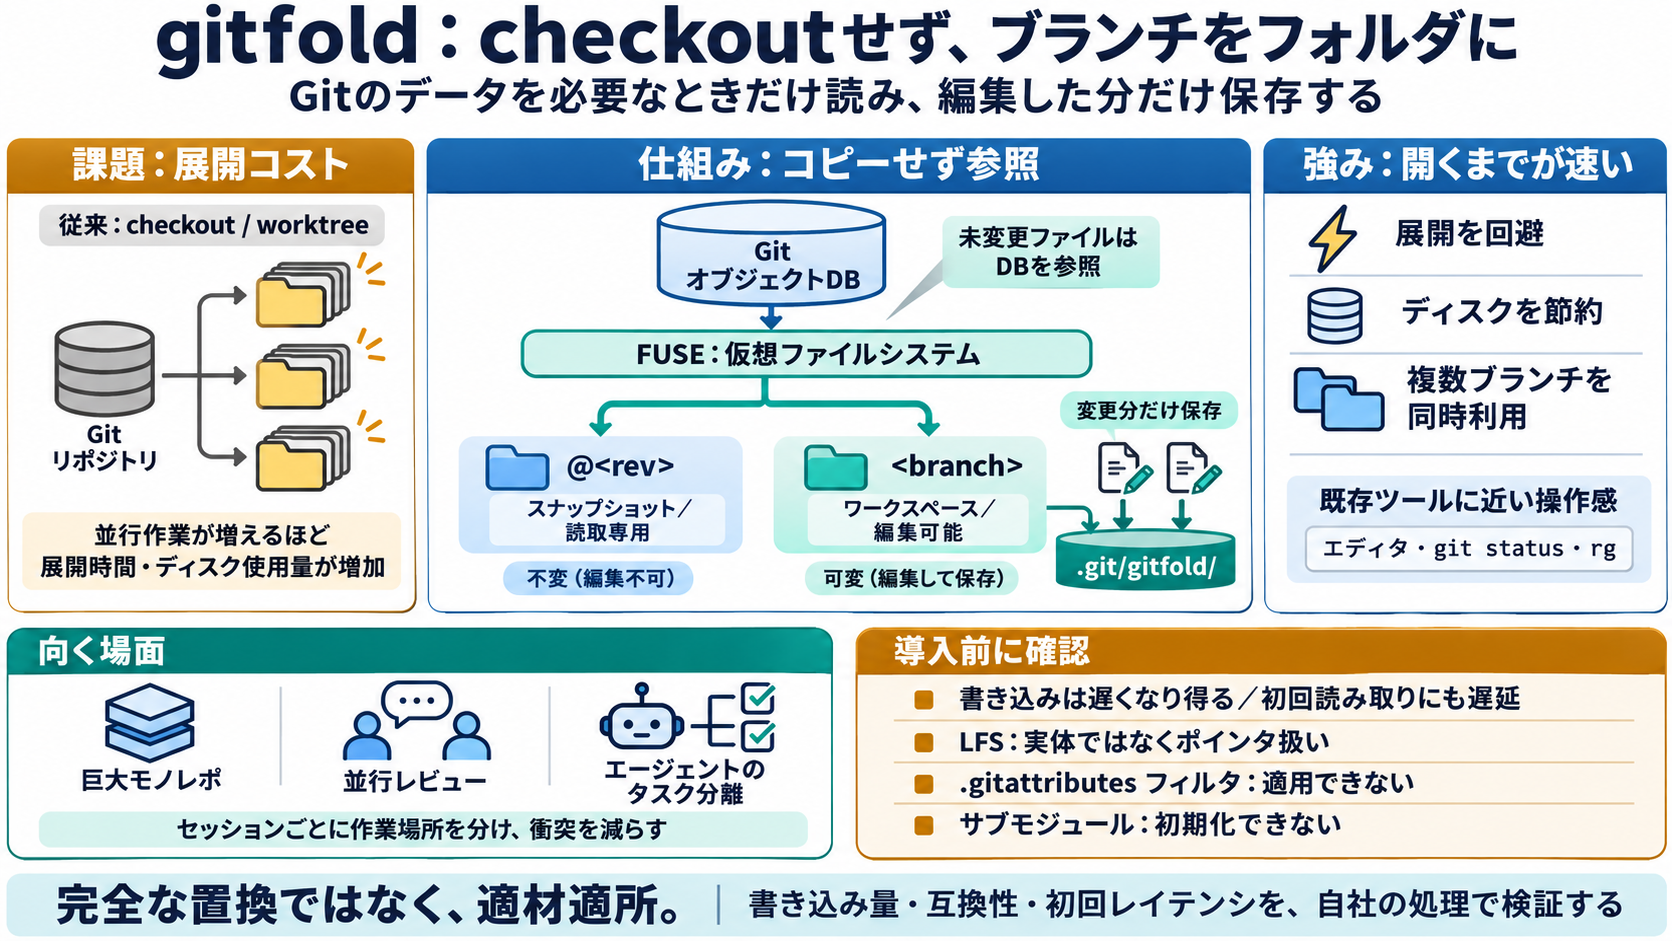 gitfold：checkoutせず、ブランチをフォルダに
Gitのデータを必要なときだけ読み、編集した分だけ保存する
課題：展開コスト
従来：checkout / worktree
Git
リポジトリ
並行作業が増えるほど
展開時間・ディスク使用量が増加
仕組み：コピーせず参照
Git
オブジェクトDB
未変更ファイルは
DBを参照
FUSE：仮想ファイルシステム
@<rev>
スナップショット／
読取専用
不変（編集不可）
<branch>
ワークスペース／
編集可能
可変（編集して保存）
変更分だけ保存
.git/gitfold/
強み：開くまでが速い
展開を回避
ディスクを節約
複数ブランチを
同時利用
既存ツールに近い操作感
エディタ・git status・rg
向く場面
巨大モノレポ
並行レビュー
エージェントの
タスク分離
セッションごとに作業場所を分け、衝突を減らす
導入前に確認
書き込みは遅くなり得る／初回読み取りにも遅延
LFS：実体ではなくポインタ扱い
.gitattributes フィルタ：適用できない
サブモジュール：初期化できない
完全な置換ではなく、適材適所。
書き込み量・互換性・初回レイテンシを、自社の処理で検証する